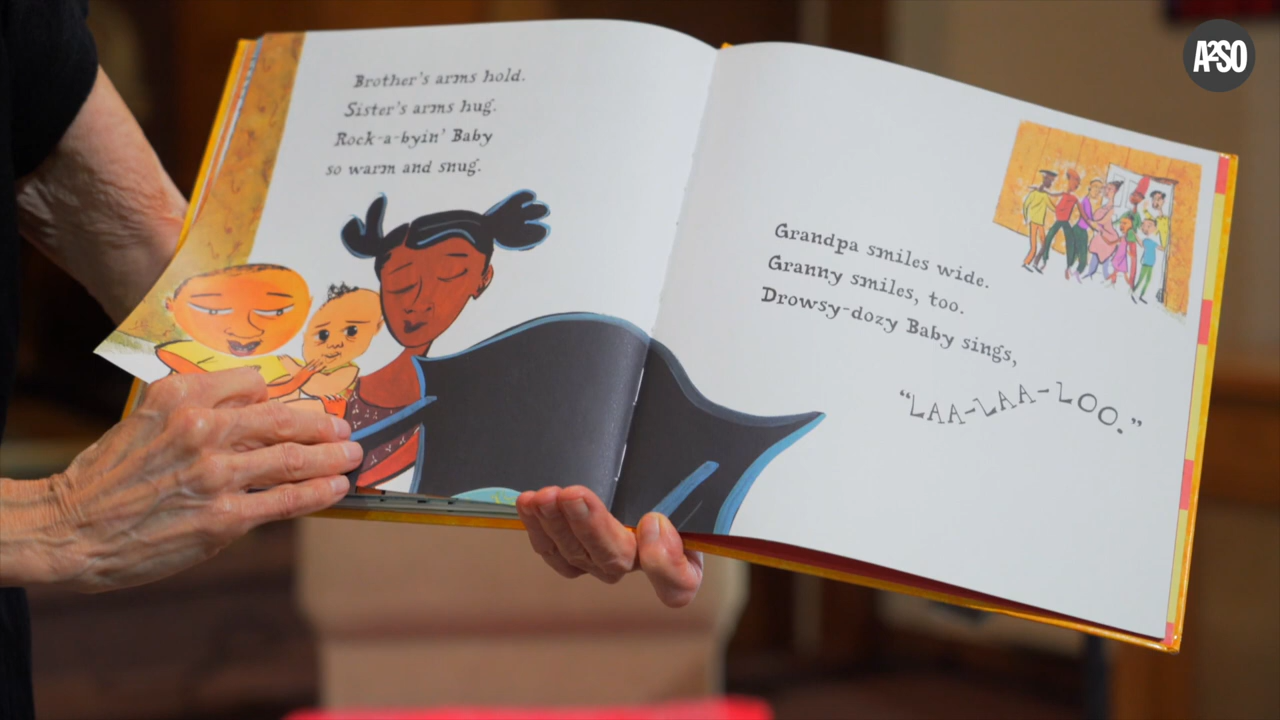 Brother's arms hold.
Sister's arms hug.
Rock-a-byin' Baby
so warm and snug.
Grandpa smiles wide.
Granny smiles, too.
Drowsy-dozy Baby sings,
“LAA-LAA-LOO.”
A2SO